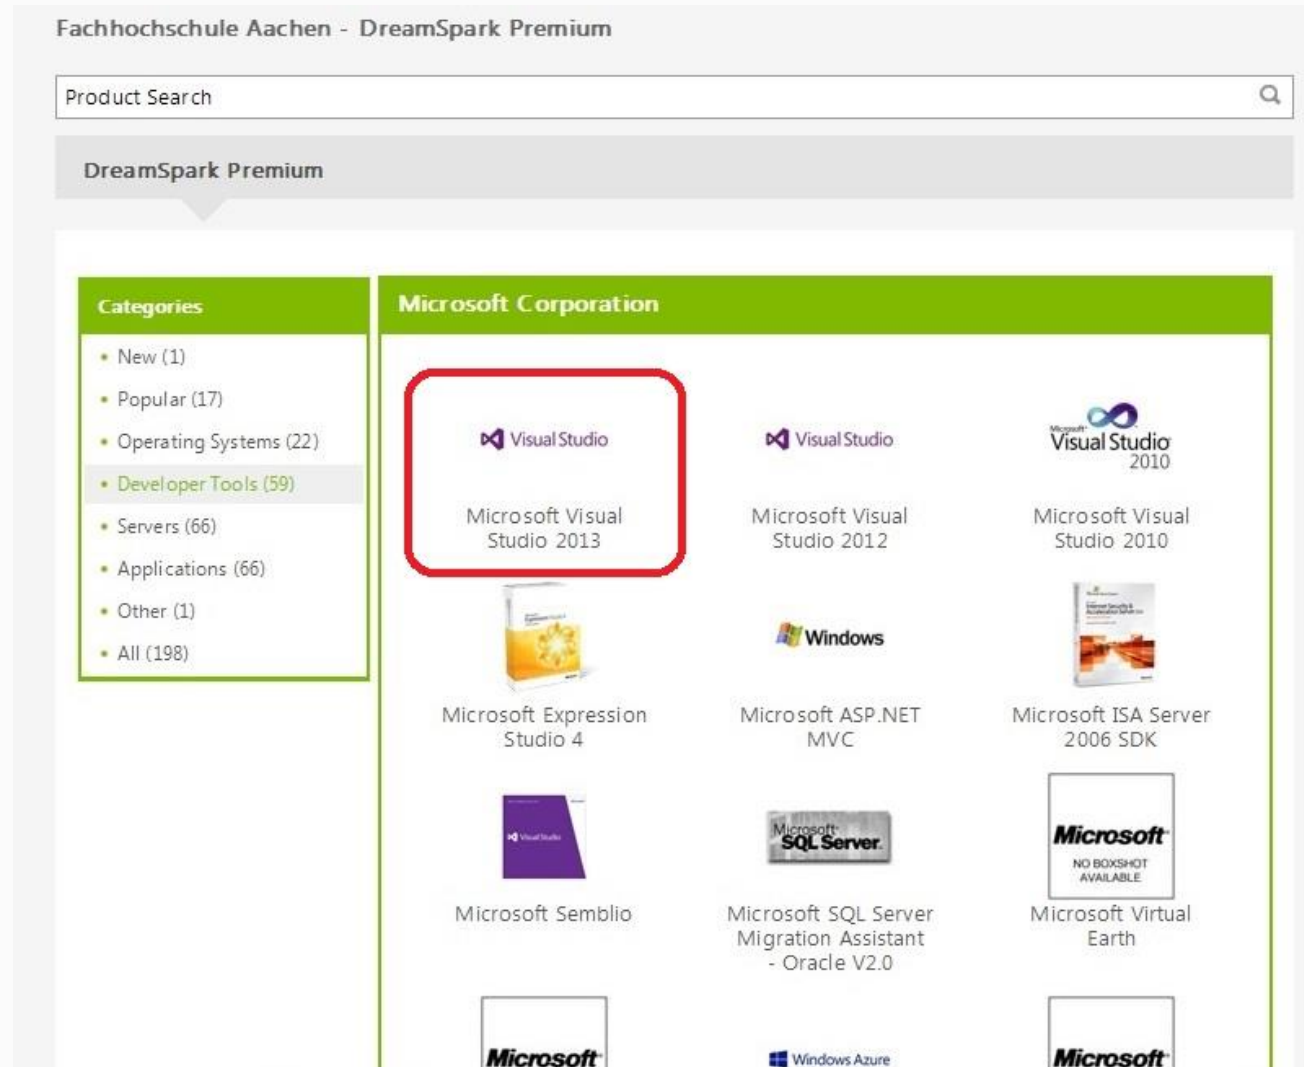 Fachhochschule Aachen - DreamSpark Premium
Product Search
DreamSpark Premium
Categories
• New (1)
• Popular (17)
• Operating Systems (22)
• Developer Tools (59)
• Servers (66)
• Applications (66)
• Other (1)
• All (198)
Microsoft Corporation
Visual Studio
Microsoft Visual
Studio 2013
Visual Studio
Microsoft Visual
Studio 2012
Microsoft
Visual Studio
2010
Microsoft Visual
Studio 2010
Microsoft Expression
Studio 4
Windows
Microsoft ASP.NET
MVC
Microsoft ISA Server
2006 SDK
Visual Studio
Microsoft Semblio
Microsoft
SQL Server
Microsoft SQL Server
Migration Assistant
- Oracle V2.0
Microsoft
NO BOXSHOT
AVAILABLE
Microsoft Virtual
Earth
Microsoft
Windows Azure
Microsoft